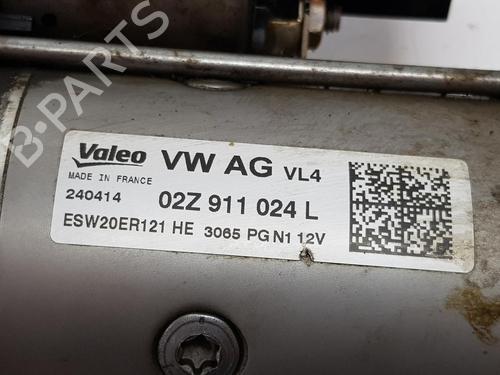 B-PARTS
Valeo VW AG VL4
MADE IN FRANCE
240414 02Z 911 024 L
ESW20ER121 HE 3065 PG N1 12V